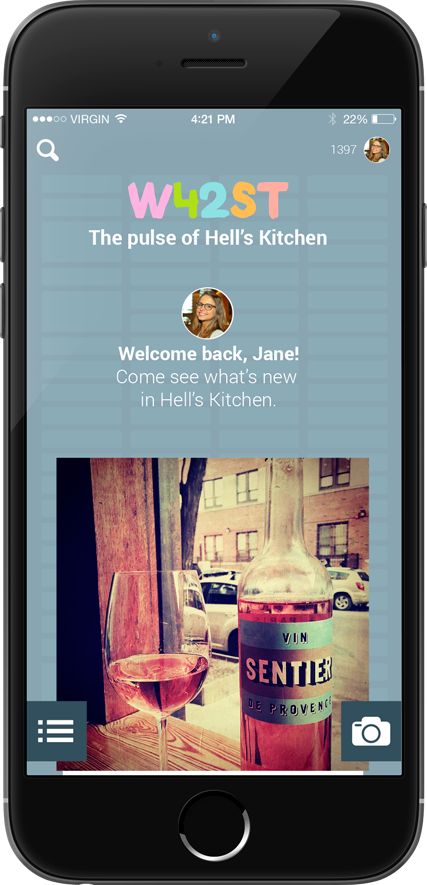 VIRGIN 4:21 PM 22%
1397
W42ST
The pulse of Hell's Kitchen
Welcome back, Jane!
Come see what's new
in Hell's Kitchen.
VIN
SENTIER
DE PROVENCE